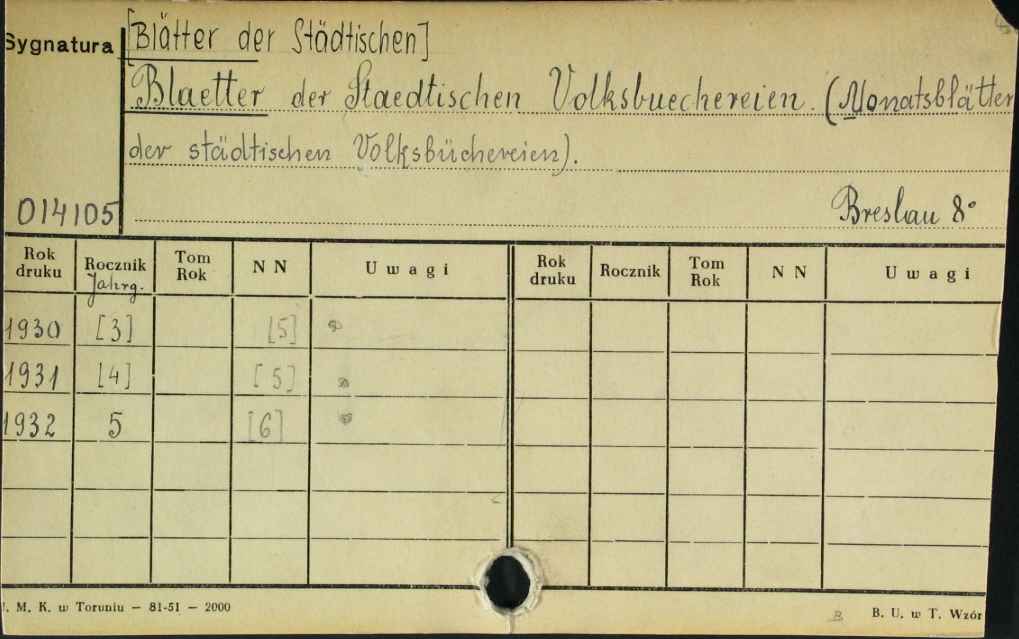 Sygnatura [Blätter der Städtischen]
Blaetter der Staedtischen Volksbuechereien. (Monatsblätter
der städtischen Volksbüchereien).
014105 Breslau 8°
Rok druku Rocznik Jahrg. Tom Rok N N Uwagi Rok druku Rocznik Tom Rok N N Uwagi
1930 [3] [5]
1931 [4] [5]
1932 5 [6]
M. K. w Toruniu — 81-51 — 2000 B. U. w T. Wzór